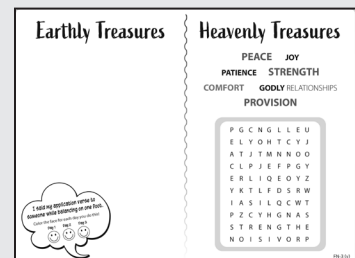 Earthly Treasures
I said my application verse to
someone while balancing on one foot.
Color the face for each day you do this!
Day 1 Day 2 Day 3
Heavenly Treasures
PEACE JOY
PATIENCE STRENGTH
COMFORT GODLY RELATIONSHIPS
PROVISION
P G C N G L L E U
E L Y O H T C Y J
A T J T M N N O O
C L P J E F P G Y
E R L I Q E O Y Z
Y K T L F D S R W
I A S I L Q C W T
P Z C Y H G N A S
S T R E N G T H E
N O I S I V O R P